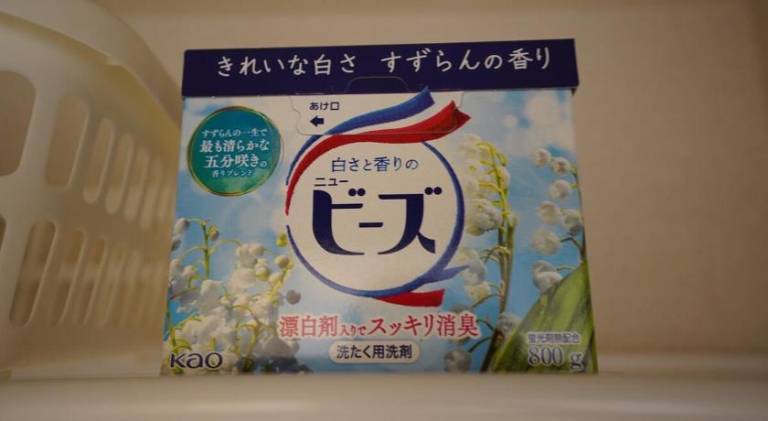 きれいな白さ すずらんの香り
あけ口
すずらんの一生で
最も清らかな
五分咲きの
香りブレンド
白さと香りの
ニュー
ビーズ
漂白剤入りでスッキリ消臭
洗たく用洗剤
Kao
蛍光剤無配合
800 g